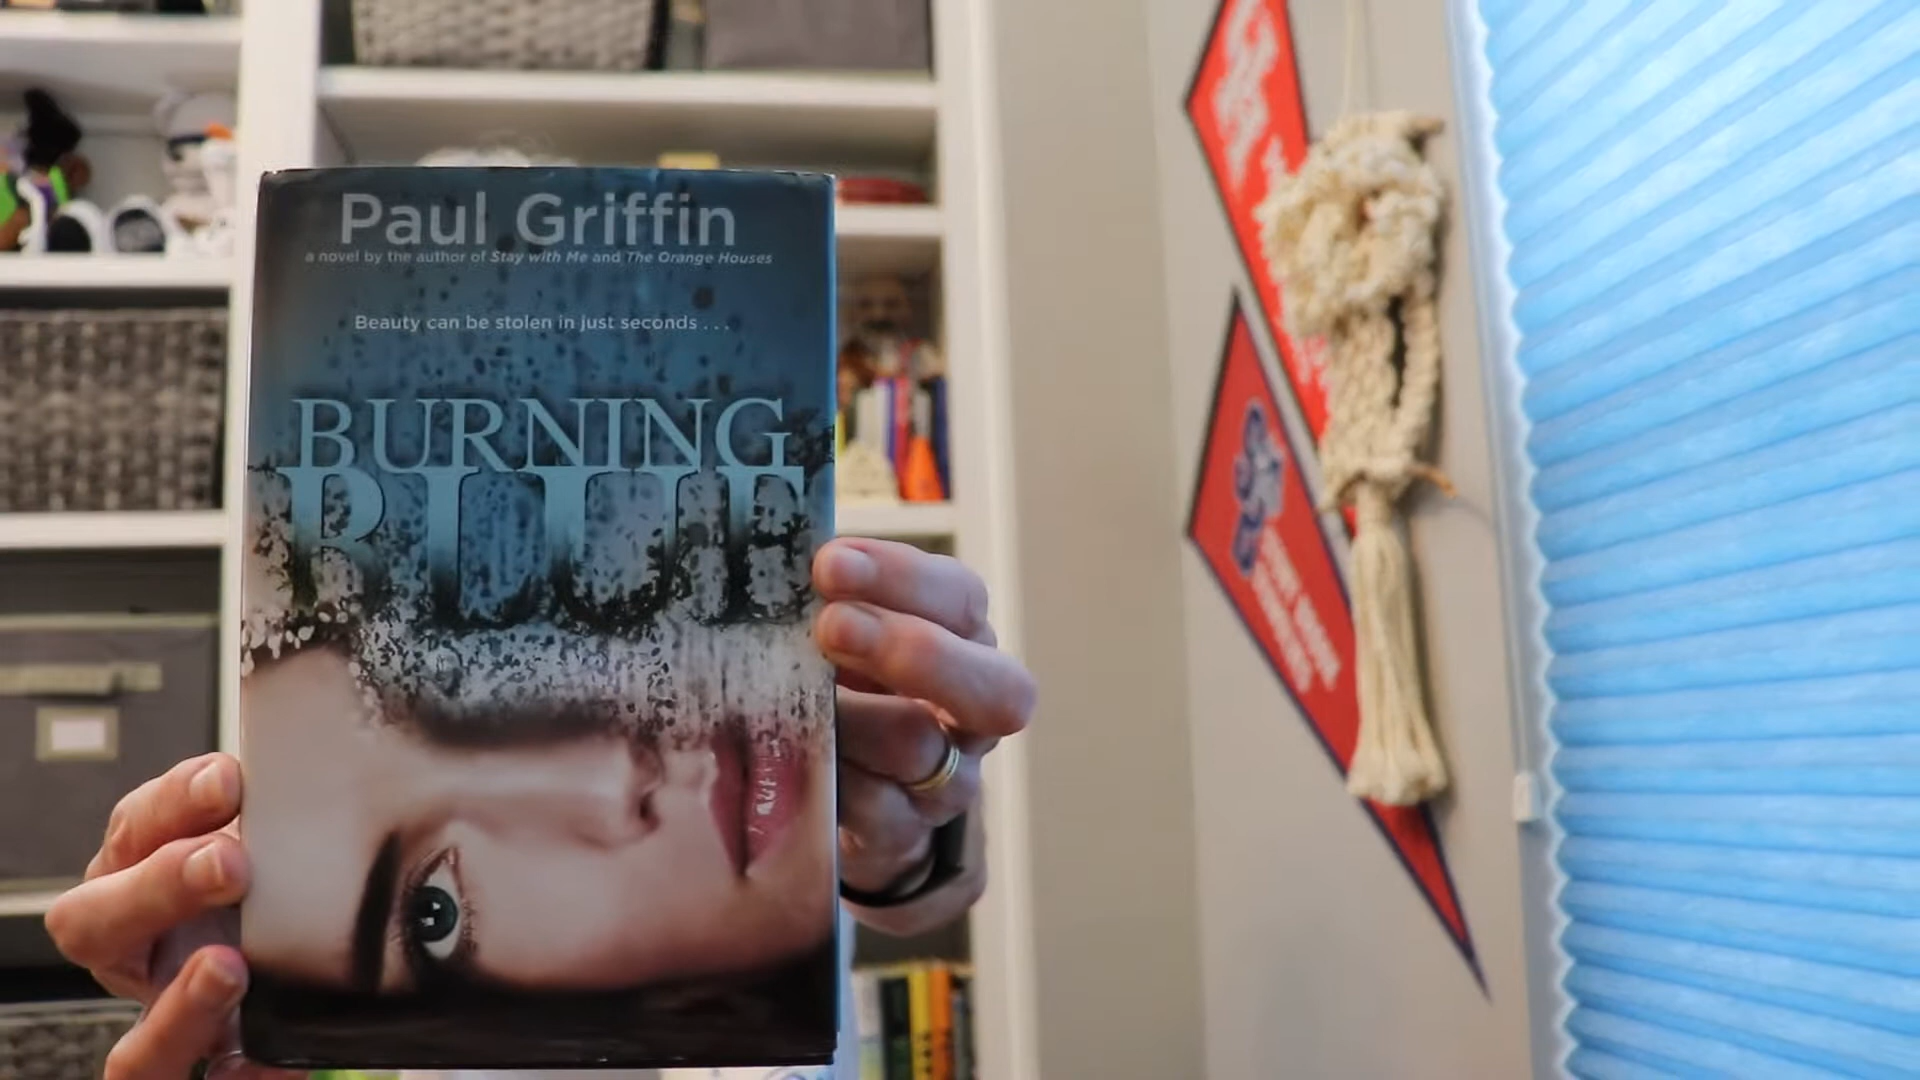 Paul Griffin
a novel by the author of Stay with Me and The Orange Houses
Beauty can be stolen in just seconds . . .
BURNING
BLUE